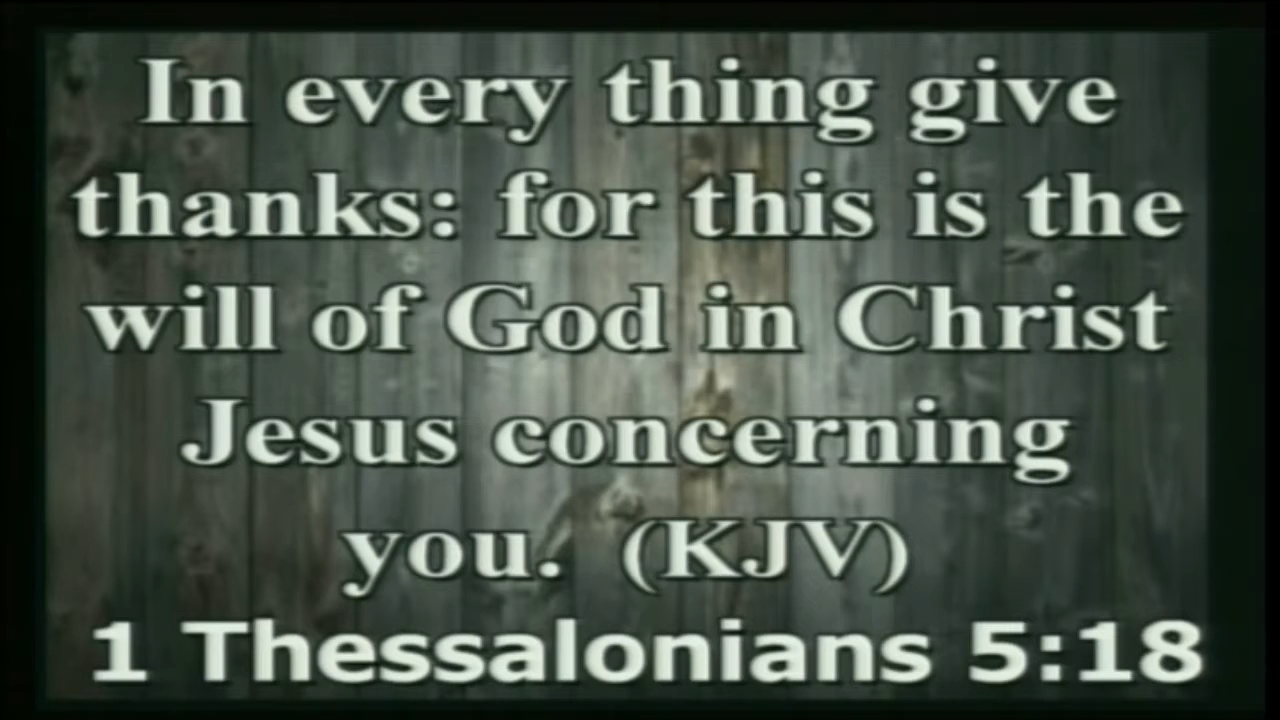 In every thing give
thanks: for this is the
will of God in Christ
Jesus concerning
you. (KJV)
1 Thessalonians 5:18